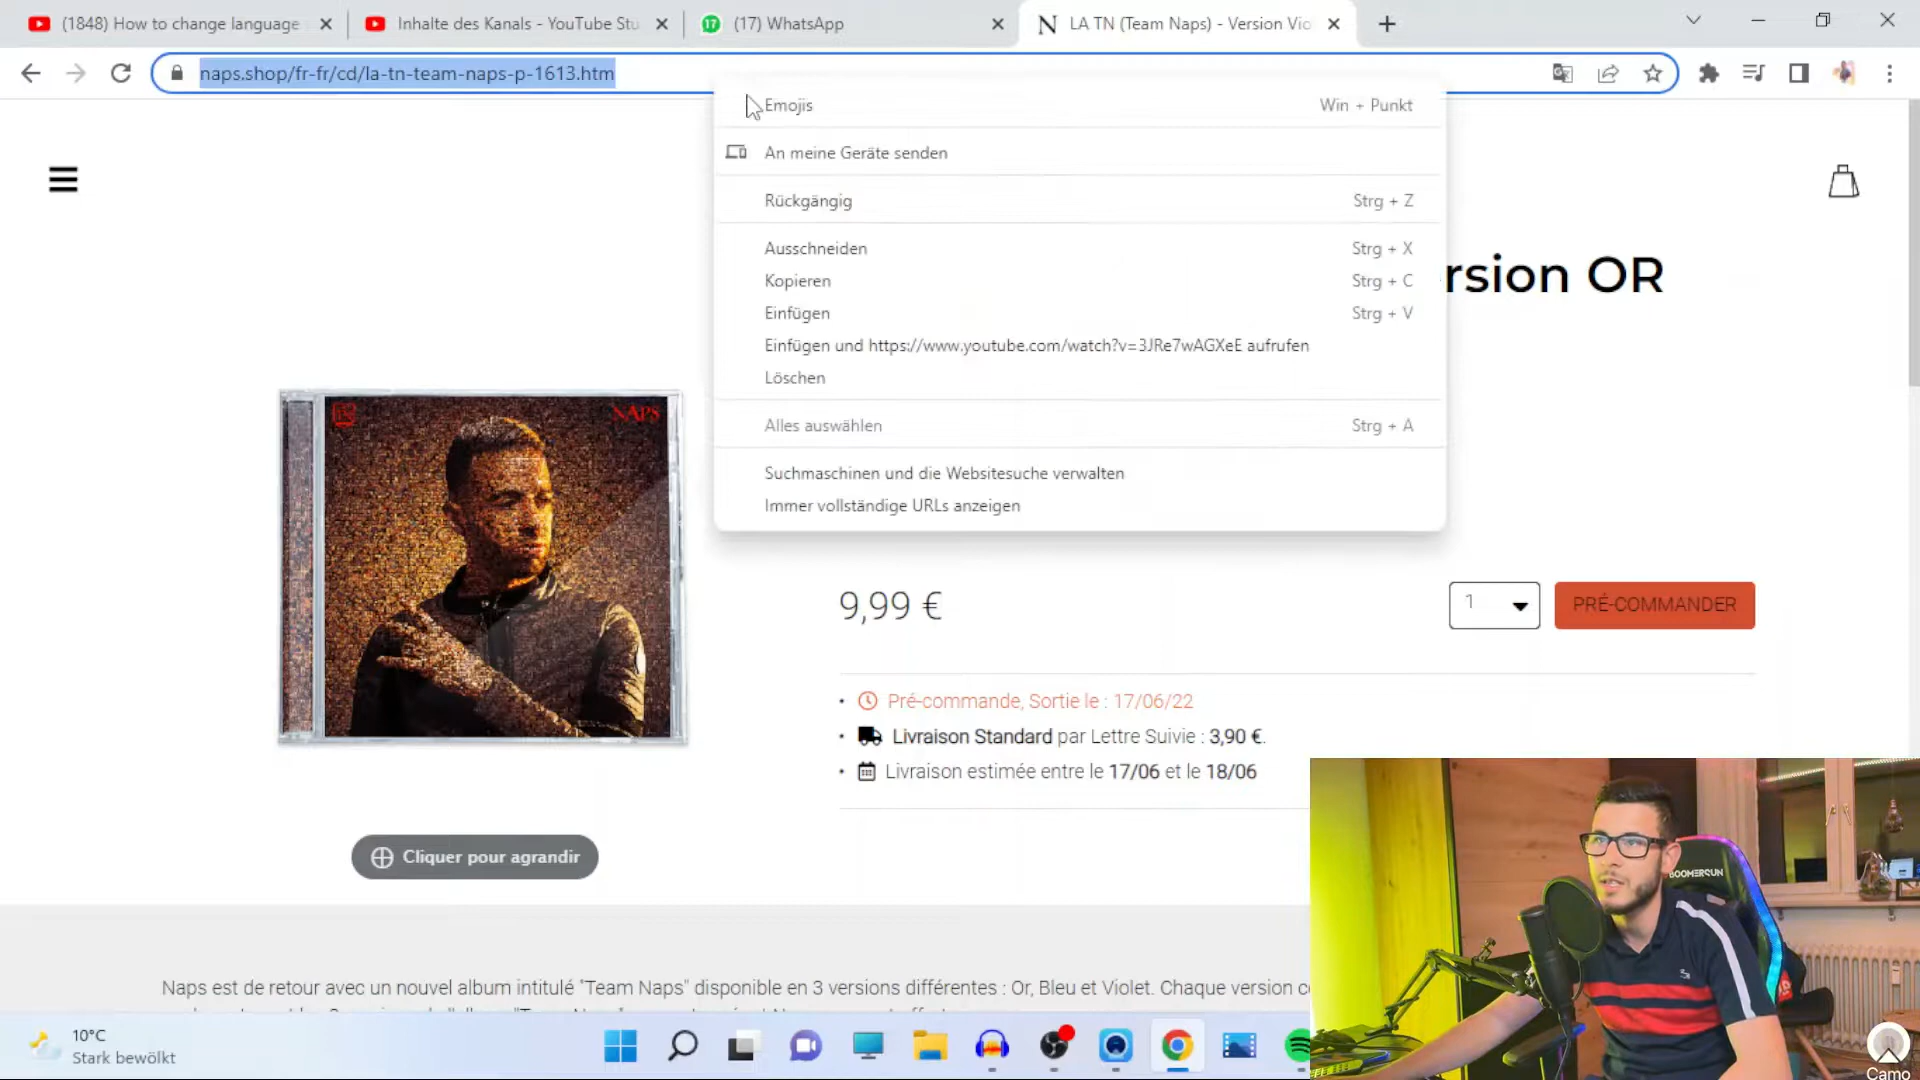 (1848) How to change language
Inhalte des Kanals - YouTube Stu
17
(17) WhatsApp
LA TN (Team Naps) - Version Vio
naps.shop/fr-fr/cd/la-tn-team-naps-p-1613.htm
Emojis Win + Punkt
An meine Geräte senden
Rückgängig Strg + Z
Ausschneiden Strg + X
Kopieren Strg + C
Einfügen Strg + V
Einfügen und https://www.youtube.com/watch?v=3JRe7wAGXeE aufrufen
Löschen
Alles auswählen Strg + A
Suchmaschinen und die Websitesuche verwalten
Immer vollständige URLs anzeigen
rsion OR
NAPS
9,99 €
1
PRÉ-COMMANDER
Pré-commande, Sortie le : 17/06/22
Livraison Standard par Lettre Suivie : 3,90 €.
Livraison estimée entre le 17/06 et le 18/06
Cliquer pour agrandir
Naps est de retour avec un nouvel album intitulé "Team Naps" disponible en 3 versions différentes : Or, Bleu et Violet. Chaque version c
BOOMERSUN
10°C
Stark bewölkt
Camo